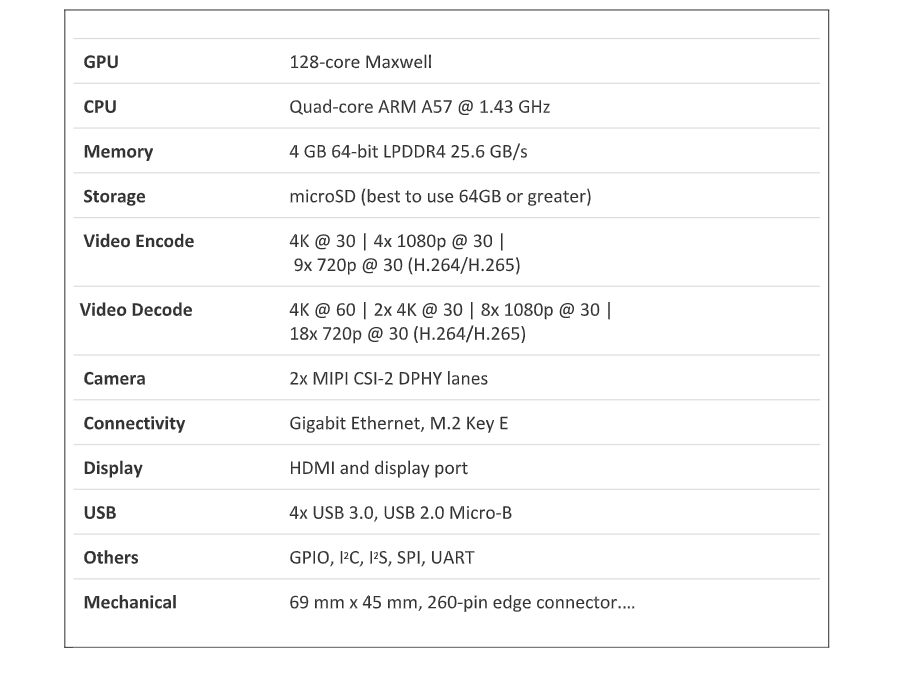 GPU 128-core Maxwell
CPU Quad-core ARM A57 @ 1.43 GHz
Memory 4 GB 64-bit LPDDR4 25.6 GB/s
Storage microSD (best to use 64GB or greater)
Video Encode 4K @ 30 | 4x 1080p @ 30 |
9x 720p @ 30 (H.264/H.265)
Video Decode 4K @ 60 | 2x 4K @ 30 | 8x 1080p @ 30 |
18x 720p @ 30 (H.264/H.265)
Camera 2x MIPI CSI-2 DPHY lanes
Connectivity Gigabit Ethernet, M.2 Key E
Display HDMI and display port
USB 4x USB 3.0, USB 2.0 Micro-B
Others GPIO, I²C, I²S, SPI, UART
Mechanical 69 mm x 45 mm, 260-pin edge connector....